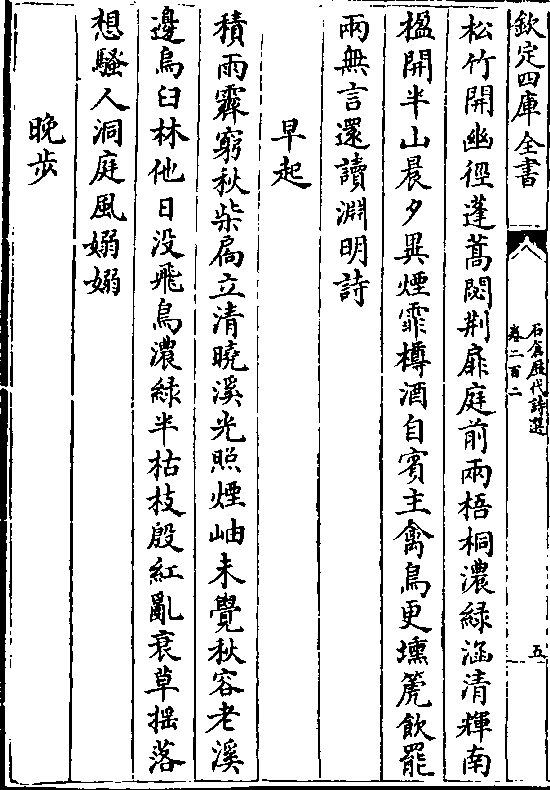 欽定四庫全書
石倉歷代詩選
卷二百二
五
松竹開幽徑蓬蒿閟荆扉庭前兩梧桐濃緑涵清輝南
楹開半山晨夕異煙霏樽酒自賓主禽鳥更壎篪飲罷
兩無言還讀淵明詩
早起
積雨霽窮秋柴扃立清曉溪光照煙岫未覺秋容老溪
邊烏臼林他日没飛鳥濃緑半枯枝殷紅亂衰草揺落
想騷人洞庭風嫋嫋
晚歩